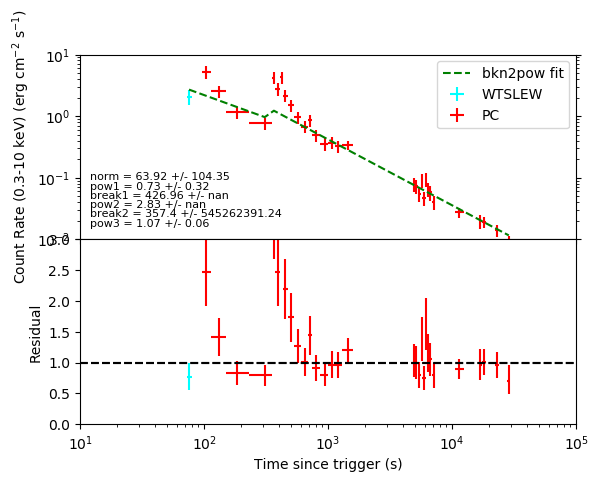 Count Rate (0.3-10 keV) (erg cm⁻² s⁻¹)
10¹
10⁰
10⁻¹
10⁻²
bkn2pow fit
WTSLEW
PC
norm = 63.92 +/- 104.35
pow1 = 0.73 +/- 0.32
break1 = 426.96 +/- nan
pow2 = 2.83 +/- nan
break2 = 357.4 +/- 545262391.24
pow3 = 1.07 +/- 0.06
Residual
3.0
2.5
2.0
1.5
1.0
0.5
0.0
10¹ 10² 10³ 10⁴ 10⁵
Time since trigger (s)